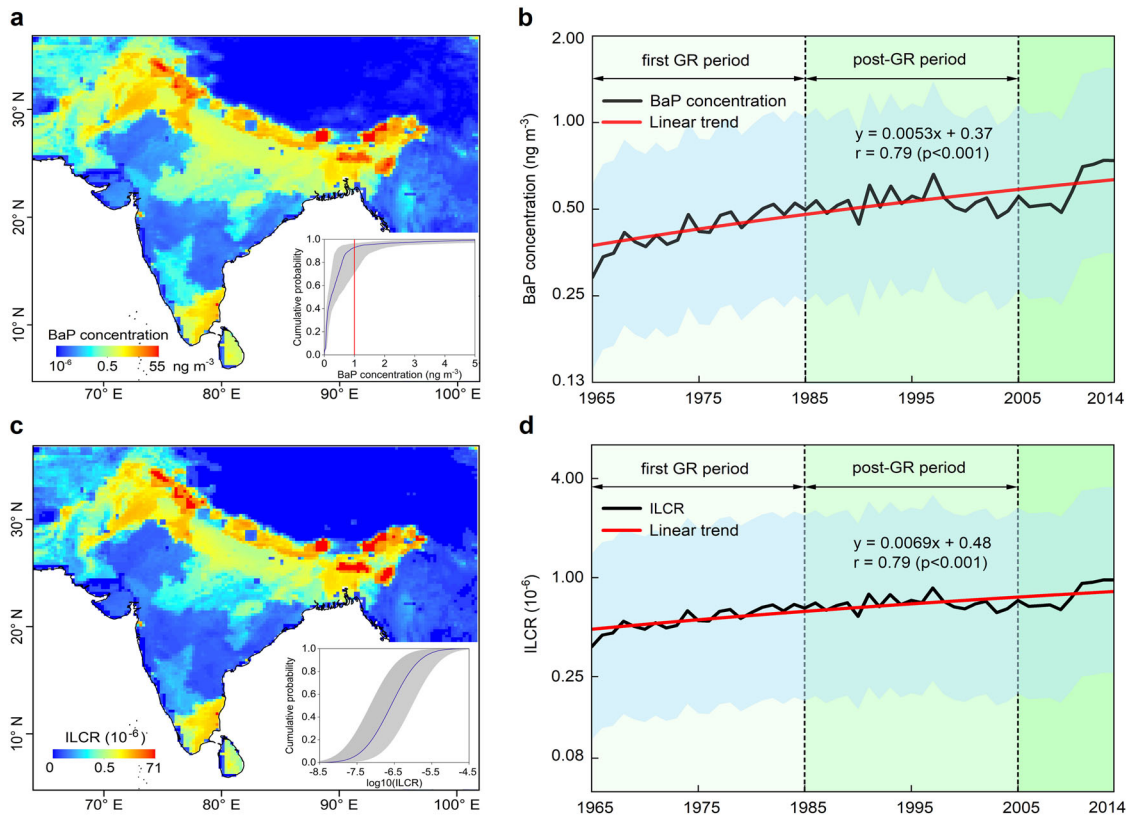 a
30° N
20° N
10° N
1.0
0.8
0.6
0.4
0.2
0.0
Cumulative probability
0 1 2 3 4 5
BaP concentration (ng m⁻³)
BaP concentration
10⁻⁶ 0.5 55 ng m⁻³
70° E 80° E 90° E 100° E
b
2.00
1.00
0.50
0.25
0.13
BaP concentration (ng m⁻³)
first GR period post-GR period
BaP concentration
Linear trend
y = 0.0053x + 0.37
r = 0.79 (p<0.001)
1965 1975 1985 1995 2005 2014
c
30° N
20° N
10° N
1.0
0.8
0.6
0.4
0.2
0.0
Cumulative probability
-8.5 -7.5 -6.5 -5.5 -4.5
log10(ILCR)
ILCR (10⁻⁶)
0 0.5 71
70° E 80° E 90° E 100° E
d
4.00
1.00
0.25
0.08
ILCR (10⁻⁶)
first GR period post-GR period
ILCR
Linear trend
y = 0.0069x + 0.48
r = 0.79 (p<0.001)
1965 1975 1985 1995 2005 2014